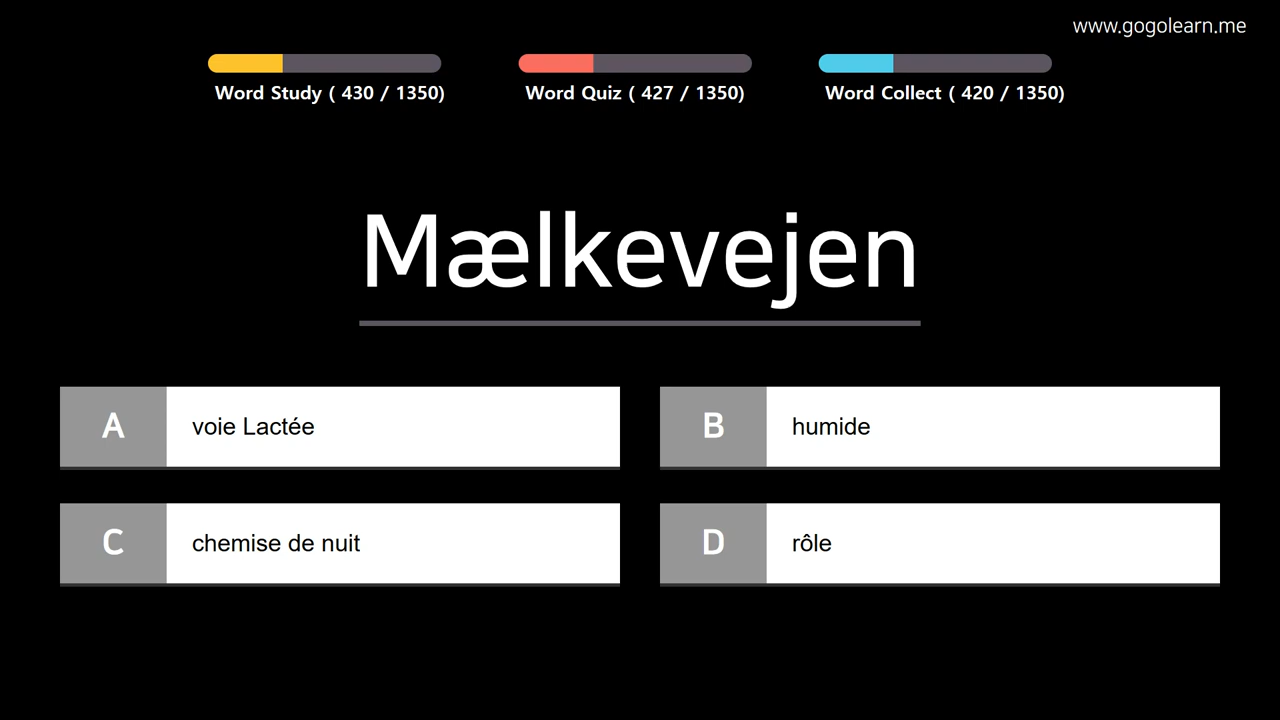 www.gogolearn.me
Word Study ( 430 / 1350)
Word Quiz ( 427 / 1350)
Word Collect ( 420 / 1350)
Mælkevejen
A
voie Lactée
B
humide
C
chemise de nuit
D
rôle